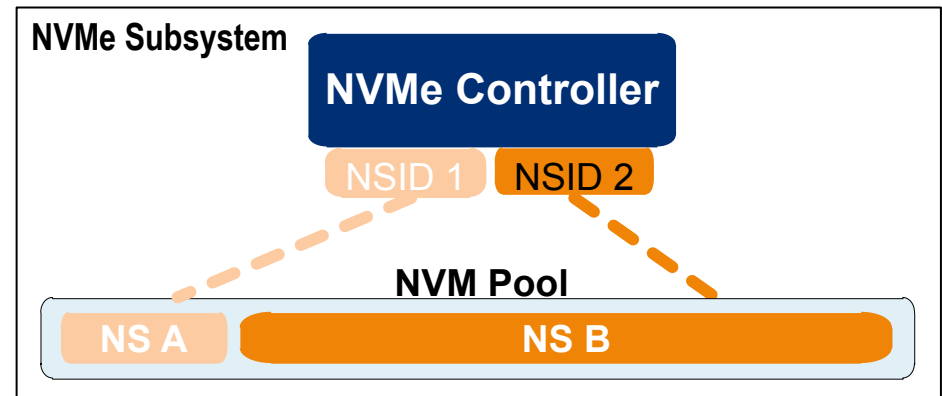 NVMe Subsystem
NVMe Controller
NSID 1 NSID 2
NVM Pool
NS A NS B